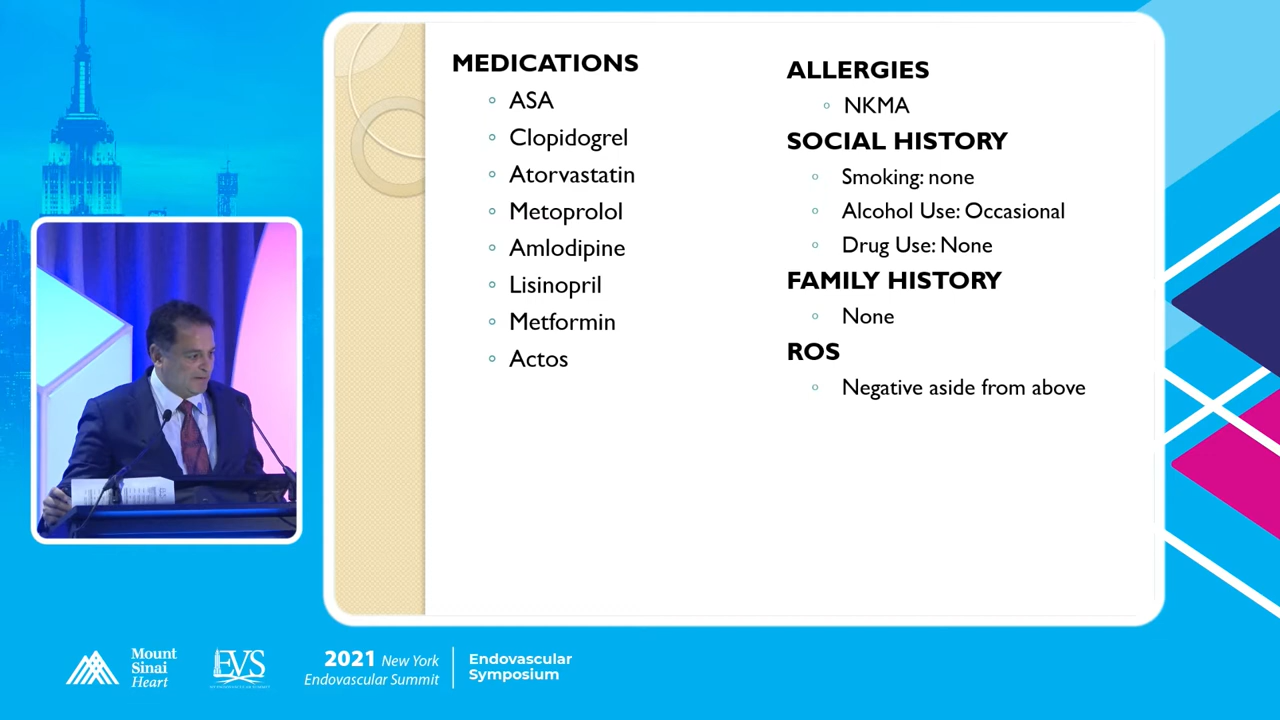 MEDICATIONS
ASA
Clopidogrel
Atorvastatin
Metoprolol
Amlodipine
Lisinopril
Metformin
Actos
ALLERGIES
NKMA
SOCIAL HISTORY
Smoking: none
Alcohol Use: Occasional
Drug Use: None
FAMILY HISTORY
None
ROS
Negative aside from above
Mount
Sinai
Heart
EVS
2021 New York
Endovascular Summit
Endovascular
Symposium